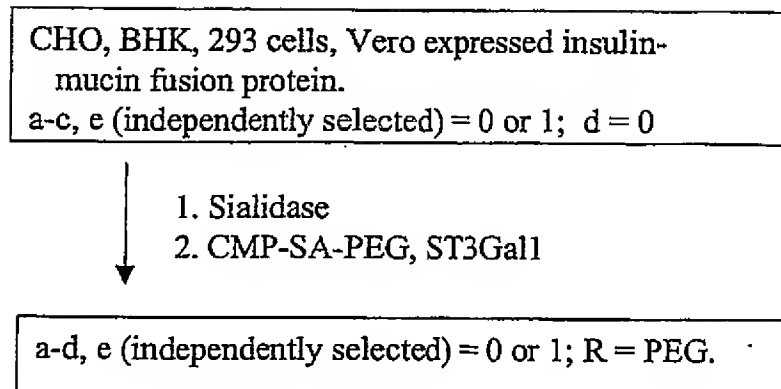 CHO, BHK, 293 cells, Vero expressed insulin-
mucin fusion protein.
a-c, e (independently selected) = 0 or 1; d = 0
1. Sialidase
2. CMP-SA-PEG, ST3Gal1
a-d, e (independently selected) = 0 or 1; R = PEG.